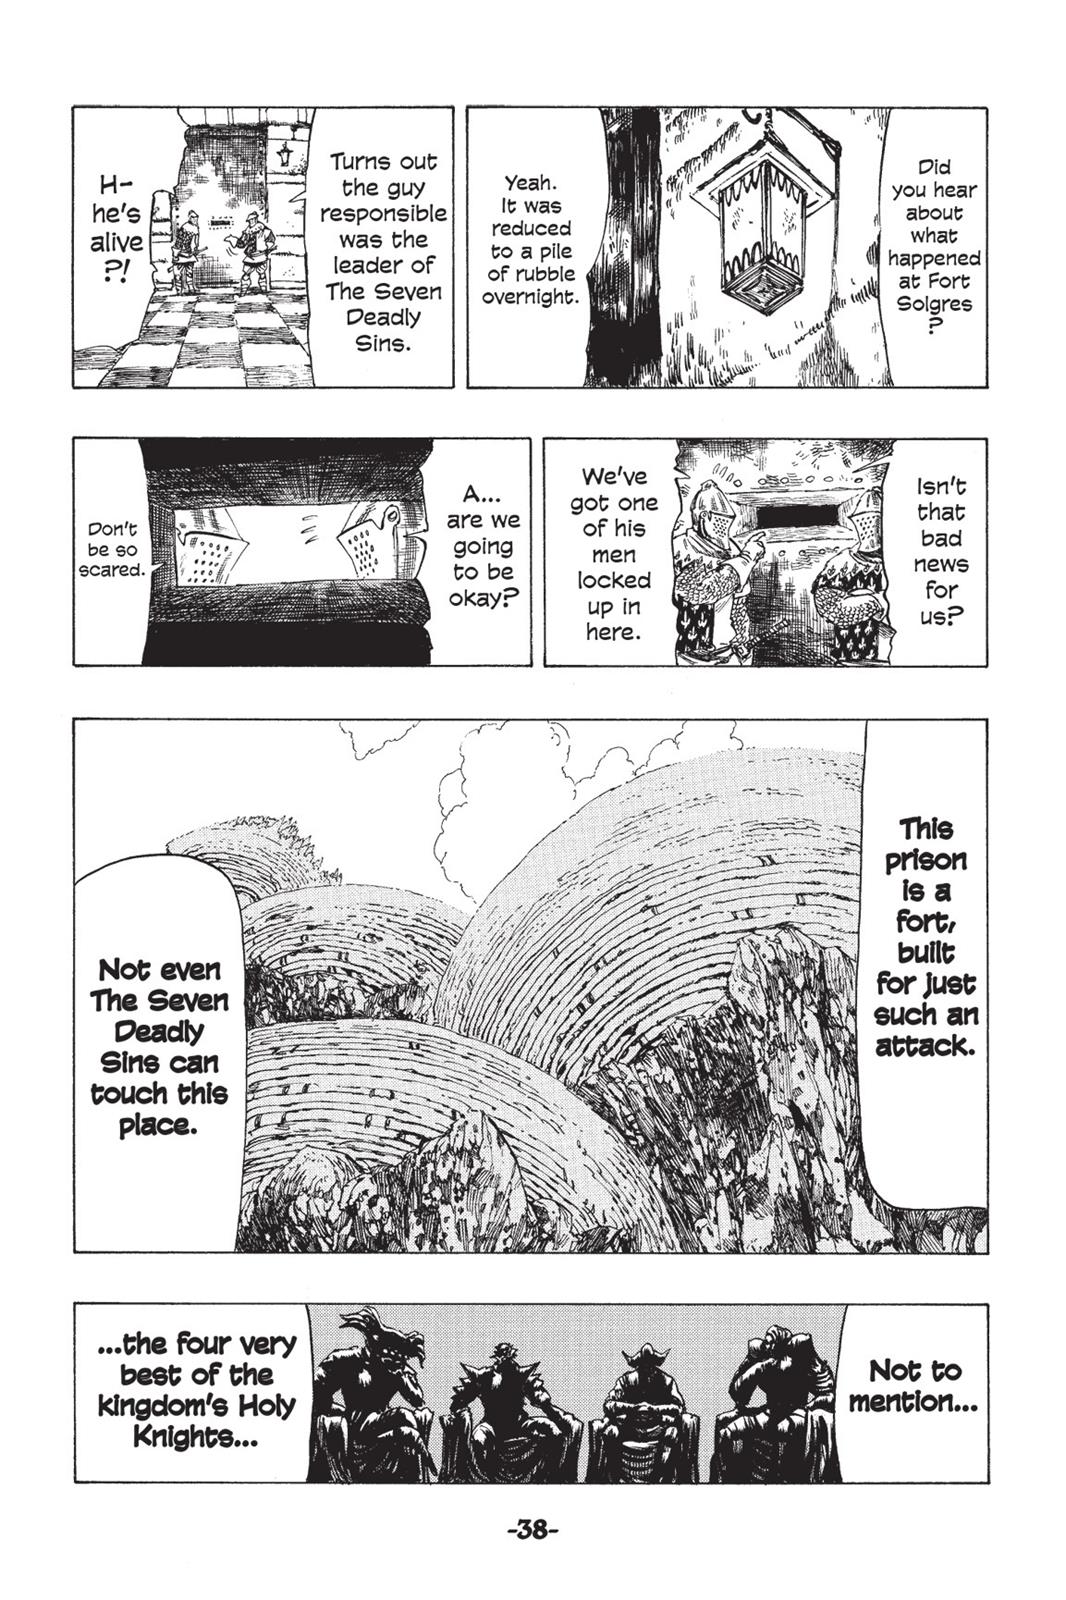 Did
you hear
about
what
happened
at Fort
Solgres
?
Yeah.
It was
reduced
to a pile
of rubble
overnight.
Turns out
the guy
responsible
was the
leader of
The Seven
Deadly
Sins.
H-
he's
alive
?!
Isn't
that
bad
news
for
us?
We've
got one
of his
men
locked
up in
here.
A...
are we
going
to be
okay?
Don't
be so
scared.
This
prison
is a
fort,
built
for just
such an
attack.
Not even
The Seven
Deadly
Sins can
touch this
place.
Not to
mention...
...the four very
best of the
kingdom's Holy
Knights...
-38-